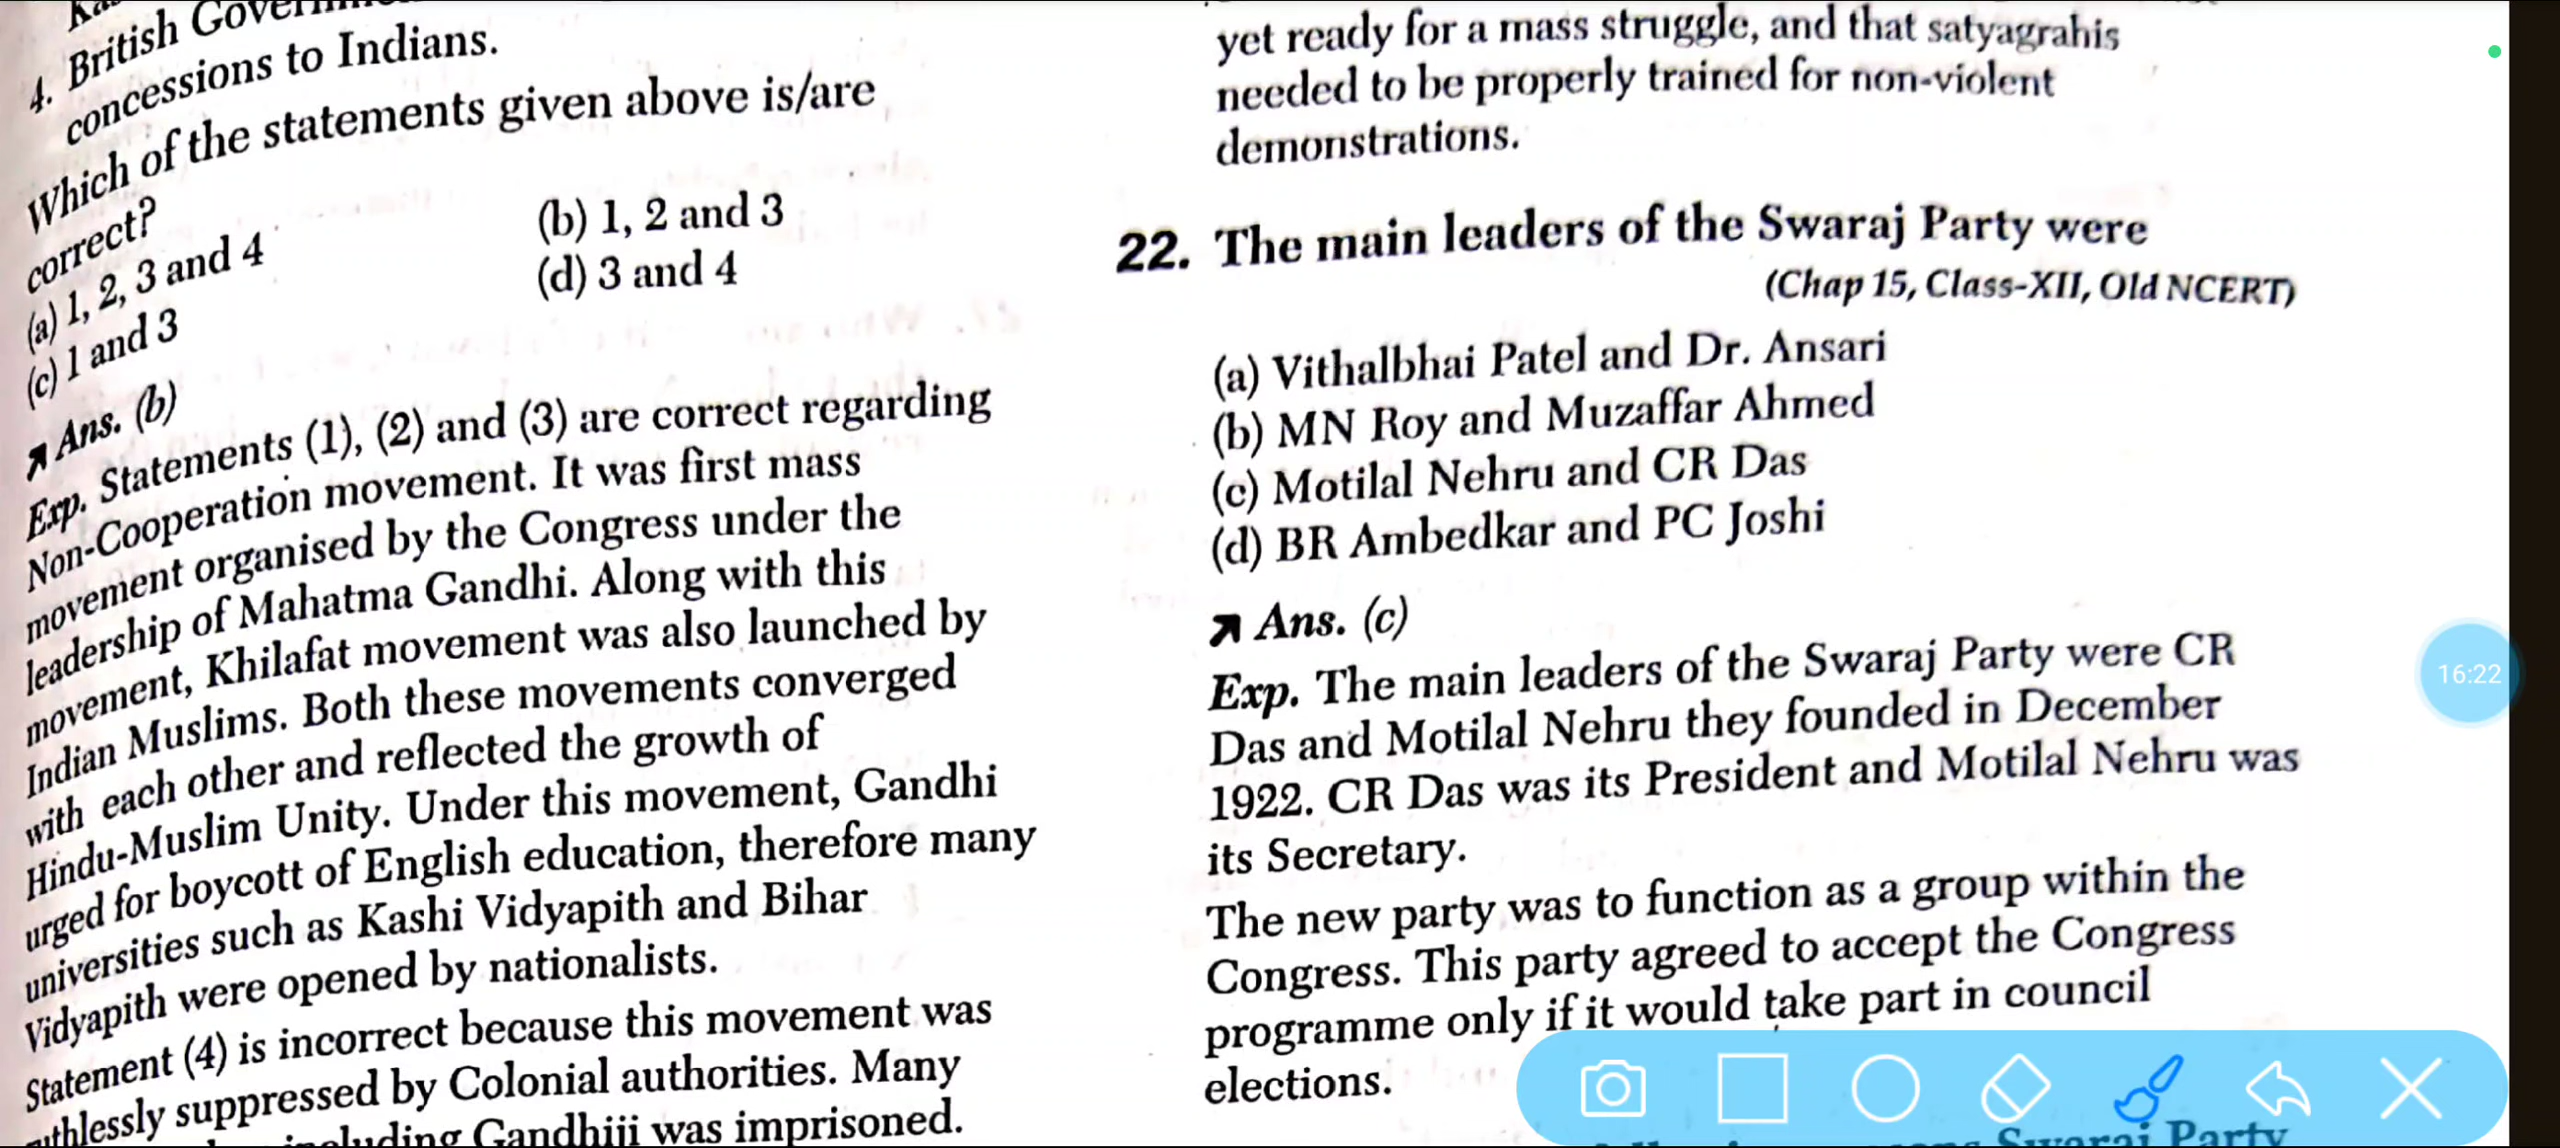 4. British
concessions to Indians.
Which of the statements given above is/are
correct?
(a) 1, 2, 3 and 4
(b) 1, 2 and 3
(c) 1 and 3
(d) 3 and 4
Ans. (b)
Exp. Statements (1), (2) and (3) are correct regarding
Non-Cooperation movement. It was first mass
movement organised by the Congress under the
leadership of Mahatma Gandhi. Along with this
movement, Khilafat movement was also launched by
Indian Muslims. Both these movements converged
with each other and reflected the growth of
Hindu-Muslim Unity. Under this movement, Gandhi
urged for boycott of English education, therefore many
universities such as Kashi Vidyapith and Bihar
Vidyapith were opened by nationalists.
Statement (4) is incorrect because this movement was
suppressed by Colonial authorities. Many
Gandhiji was imprisoned.
yet ready for a mass struggle, and that satyagrahis
needed to be properly trained for non-violent
demonstrations.
22. The main leaders of the Swaraj Party were
(Chap 15, Class-XII, Old NCERT)
(a) Vithalbhai Patel and Dr. Ansari
(b) MN Roy and Muzaffar Ahmed
(c) Motilal Nehru and CR Das
(d) BR Ambedkar and PC Joshi
Ans. (c)
Exp. The main leaders of the Swaraj Party were CR
Das and Motilal Nehru they founded in December
1922. CR Das was its President and Motilal Nehru was
its Secretary.
The new party was to function as a group within the
Congress. This party agreed to accept the Congress
programme only if it would take part in council
elections.
Swaraj Party
16:22